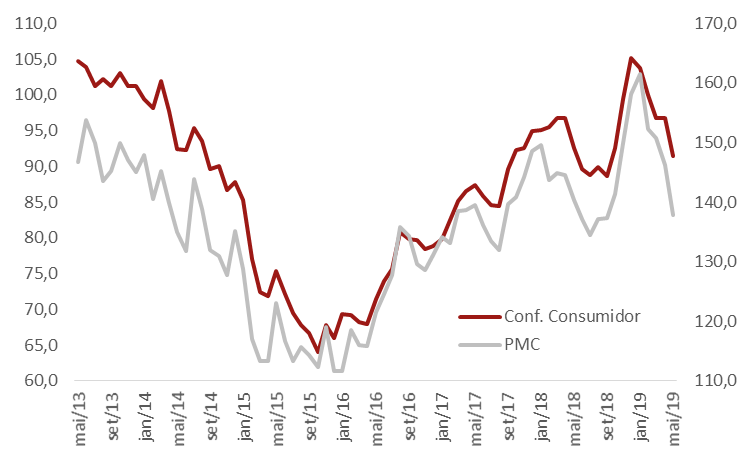 110,0
105,0
100,0
95,0
90,0
85,0
80,0
75,0
70,0
65,0
60,0
170,0
160,0
150,0
140,0
130,0
120,0
110,0
Conf. Consumidor
PMC
mai/13
set/13
jan/14
mai/14
set/14
jan/15
mai/15
set/15
jan/16
mai/16
set/16
jan/17
mai/17
set/17
jan/18
mai/18
set/18
jan/19
mai/19